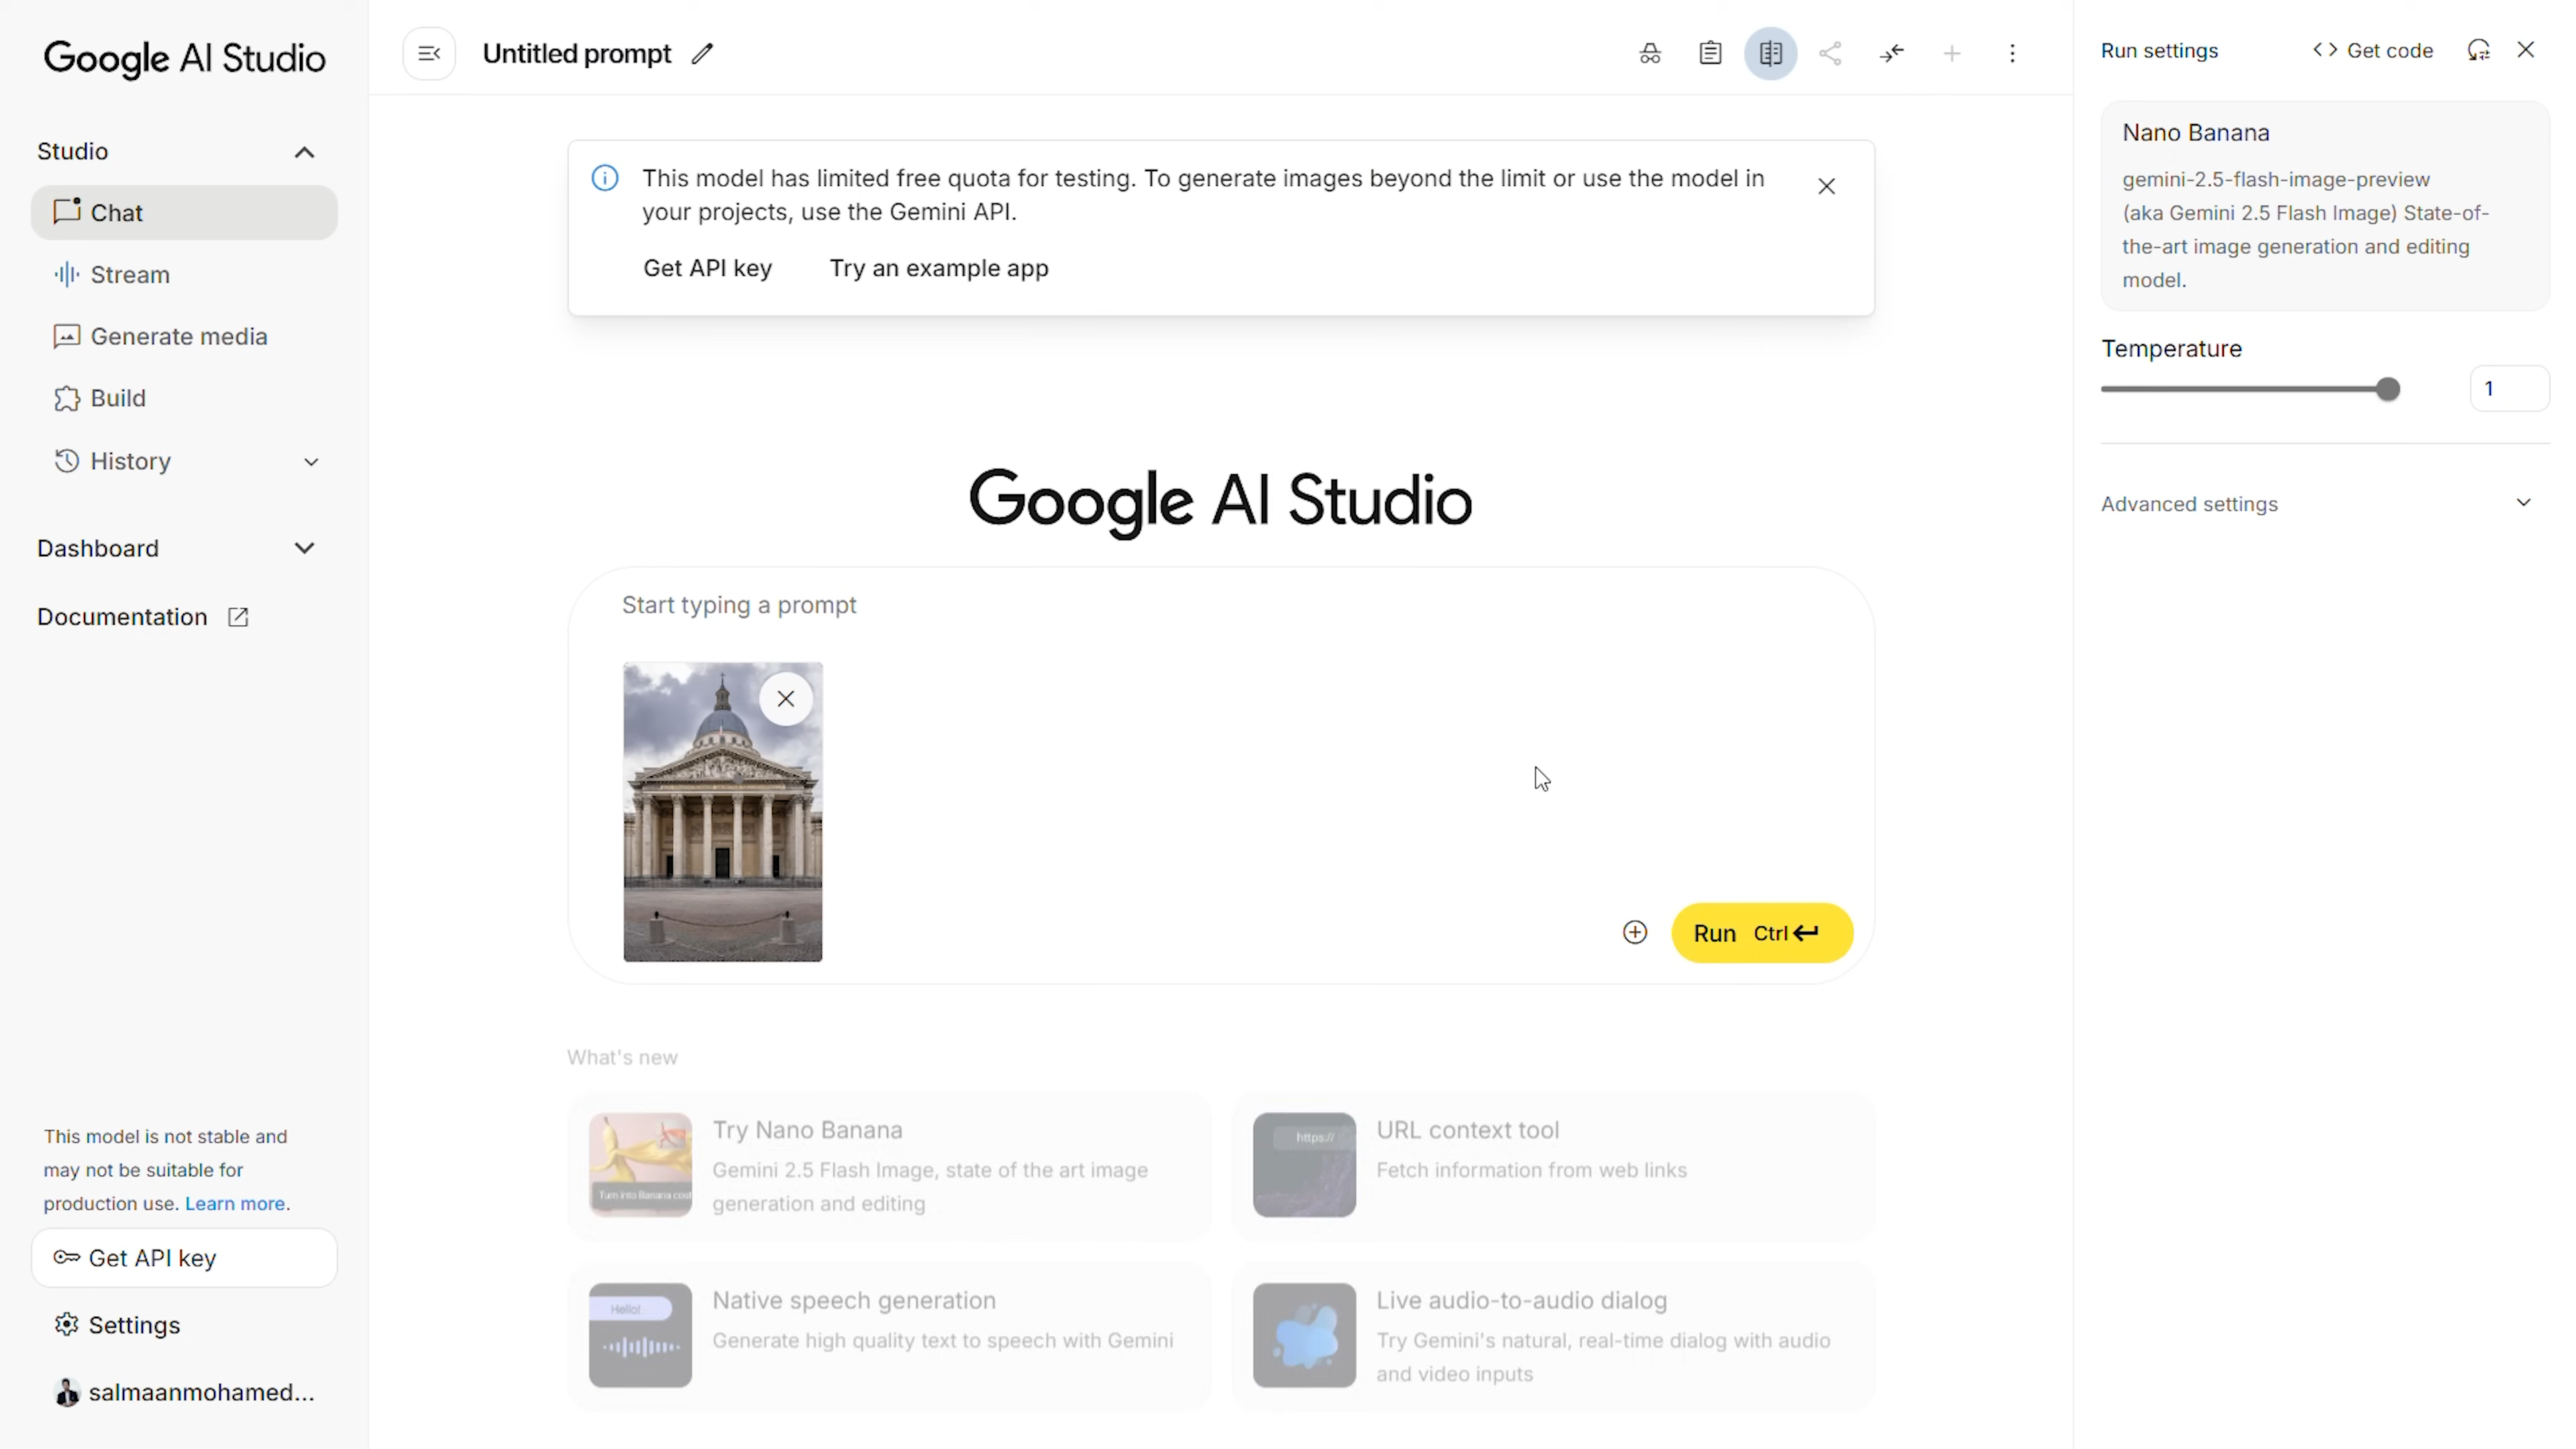 Google AI Studio
Studio
Chat
Stream
Generate media
Build
History
Dashboard
Documentation
This model is not stable and
may not be suitable for
production use. Learn more.
Get API key
Settings
salmaanmohamed...
Untitled prompt
This model has limited free quota for testing. To generate images beyond the limit or use the model in
your projects, use the Gemini API.
Get API key Try an example app
Google AI Studio
Start typing a prompt
Run Ctrl
What's new
Turn into Banana cost
Try Nano Banana
Gemini 2.5 Flash Image, state of the art image
generation and editing
https://
URL context tool
Fetch information from web links
Hello!
Native speech generation
Generate high quality text to speech with Gemini
Live audio-to-audio dialog
Try Gemini's natural, real-time dialog with audio
and video inputs
Run settings
Get code
Nano Banana
gemini-2.5-flash-image-preview
(aka Gemini 2.5 Flash Image) State-of-
the-art image generation and editing
model.
Temperature
1
Advanced settings